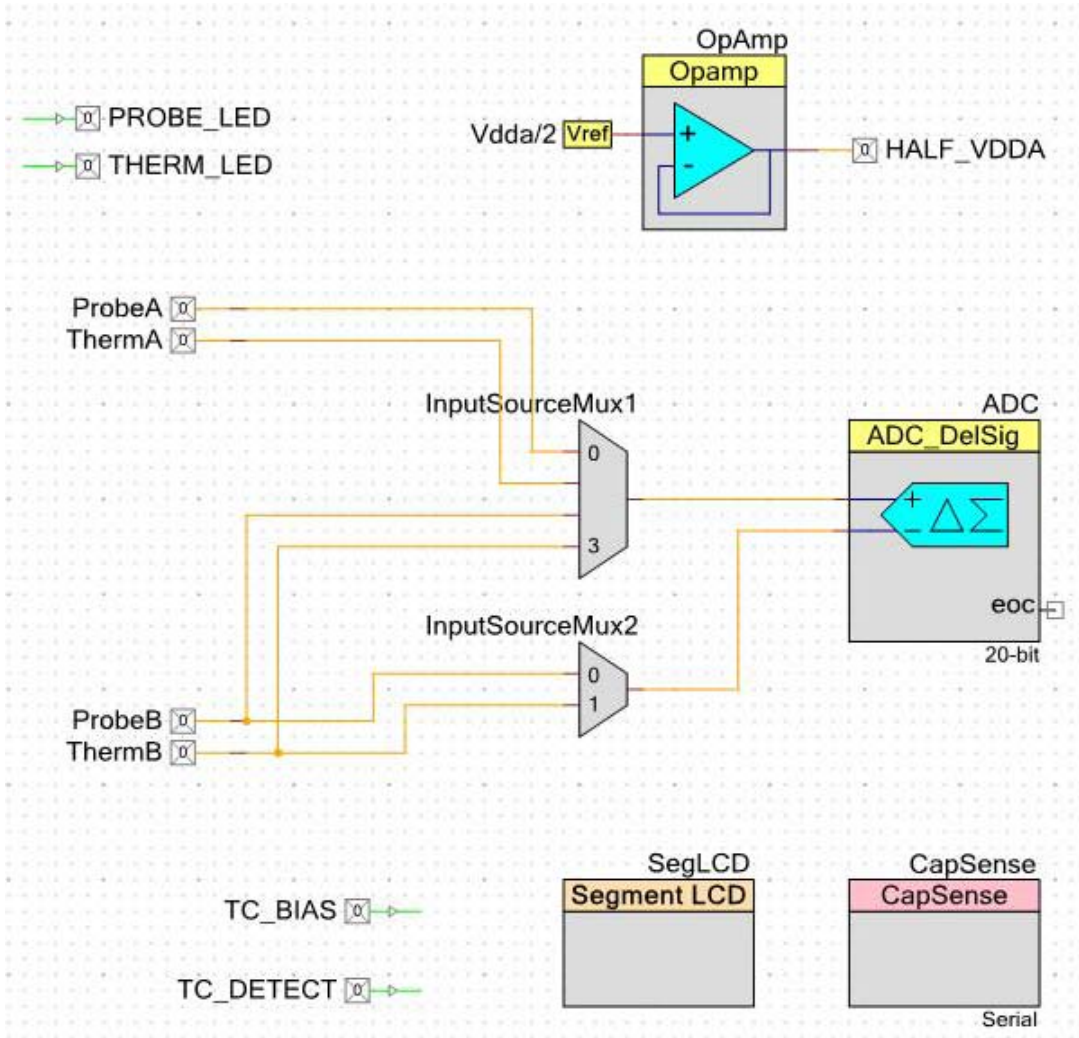 OpAmp
Opamp
PROBE_LED
THERM_LED
Vdda/2
Vref
+
-
HALF_VDDA
ProbeA
ThermA
InputSourceMux1
0
3
ADC
ADC_DelSig
+
-
ΔΣ
eoc
20-bit
InputSourceMux2
0
1
ProbeB
ThermB
SegLCD
Segment LCD
CapSense
CapSense
Serial
TC_BIAS
TC_DETECT